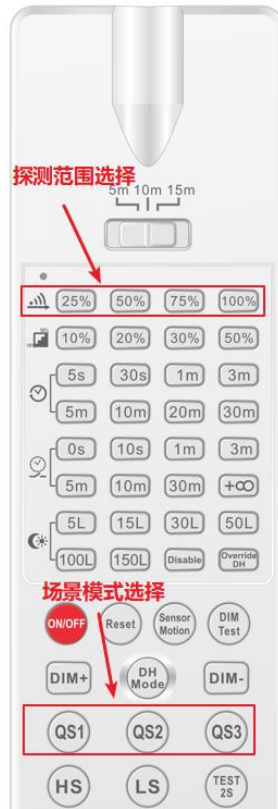 探测范围选择
5m 10m 15m
25% 50% 75% 100%
10% 20% 30% 50%
5s 30s 1m 3m
5m 10m 20m 30m
0s 10s 1m 3m
5m 10m 30m +∞
5L 15L 30L 50L
100L 150L Disable Override DH
场景模式选择
ON/OFF Reset Sensor Motion DIM Test
DIM+ DH Mode DIM-
QS1 QS2 QS3
HS LS TEST 2S